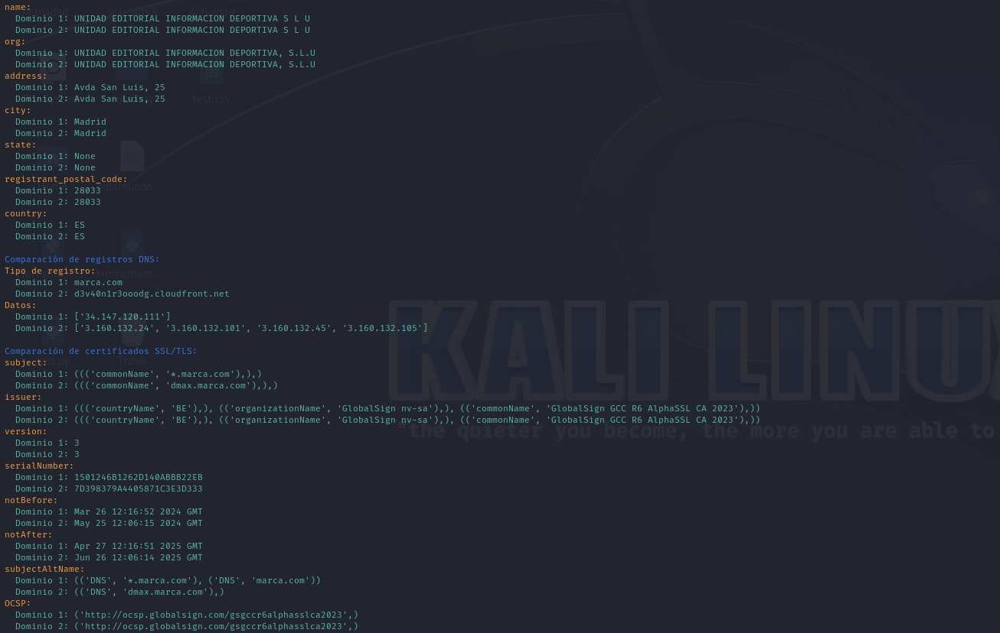 name:
Dominio 1: UNIDAD EDITORIAL INFORMACION DEPORTIVA S L U
Dominio 2: UNIDAD EDITORIAL INFORMACION DEPORTIVA S L U
org:
Dominio 1: UNIDAD EDITORIAL INFORMACION DEPORTIVA, S.L.U
Dominio 2: UNIDAD EDITORIAL INFORMACION DEPORTIVA, S.L.U
address:
Dominio 1: Avda San Luis, 25
Dominio 2: Avda San Luis, 25
test.csv
city:
Dominio 1: Madrid
Dominio 2: Madrid
state:
Dominio 1: None
Dominio 2: None
registrant_postal_code:
Dominio 1: 28033
Dominio 2: 28033
country:
Dominio 1: ES
Dominio 2: ES
Comparación de registros DNS:
Tipo de registro:
Herramien...
Dominio 1: marca.com
Dominio 2: d3v40n1r3ooodg.cloudfront.net
Datos:
Dominio 1: ['34.147.120.111']
Dominio 2: ['3.160.132.24', '3.160.132.101', '3.160.132.45', '3.160.132.105']
KALI LINUX
Comparación de certificados SSL/TLS:
Trash
subject:
Dominio 1: ((('commonName', '*.marca.com'),),)
Dominio 2: ((('commonName', 'dmax.marca.com'),),)
issuer:
Dominio 1: ((('countryName', 'BE'),), (('organizationName', 'GlobalSign nv-sa'),), (('commonName', 'GlobalSign GCC R6 AlphaSSL CA 2023'),))
Dominio 2: ((('countryName', 'BE'),), (('organizationName', 'GlobalSign nv-sa'),), (('commonName', 'GlobalSign GCC R6 AlphaSSL CA 2023'),))
"the quieter you become, the more you are able to
version:
Dominio 1: 3
Dominio 2: 3
serialNumber:
Dominio 1: 1501246B1262D140ABBB22EB
Dominio 2: 7D398379A4405871C3E3D333
notBefore:
Dominio 1: Mar 26 12:16:52 2024 GMT
Dominio 2: May 25 12:06:15 2024 GMT
notAfter:
Dominio 1: Apr 27 12:16:51 2025 GMT
Dominio 2: Jun 26 12:06:14 2025 GMT
subjectAltName:
Dominio 1: (('DNS', '*.marca.com'), ('DNS', 'marca.com'))
Dominio 2: (('DNS', 'dmax.marca.com'),)
OCSP:
Dominio 1: ('http://ocsp.globalsign.com/gsgccr6alphasslca2023',)
Dominio 2: ('http://ocsp.globalsign.com/gsgccr6alphasslca2023',)